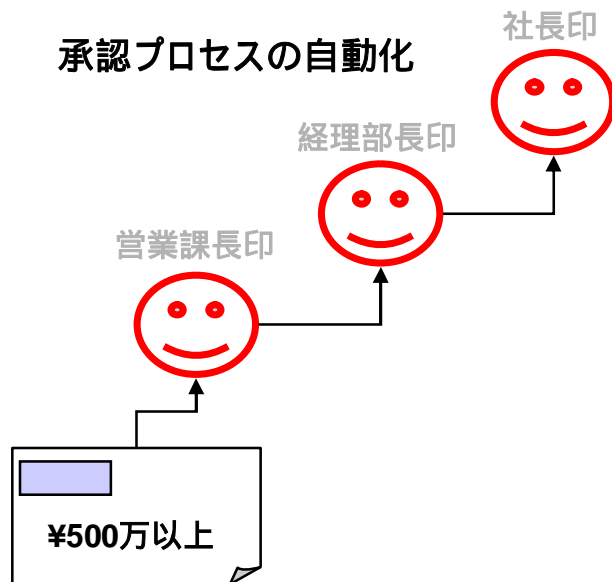 社長印
承認プロセスの自動化
経理部長印
営業課長印
¥500万以上